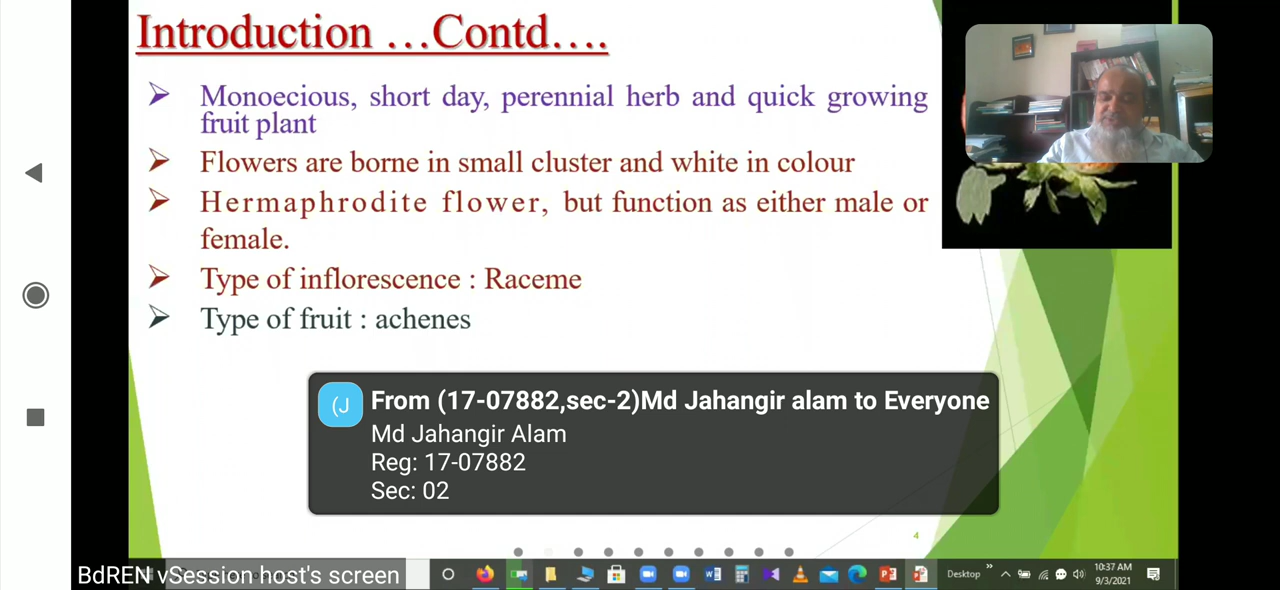 Introduction …Contd….
➢ Monoecious, short day, perennial herb and quick growing
fruit plant
➢ Flowers are borne in small cluster and white in colour
➢ Hermaphrodite flower, but function as either male or
female.
➢ Type of inflorescence : Raceme
➢ Type of fruit : achenes
(J
From (17-07882,sec-2)Md Jahangir alam to Everyone
Md Jahangir Alam
Reg: 17-07882
Sec: 02
4
BdREN vSession host's screen
Desktop
10:37 AM
9/3/2021